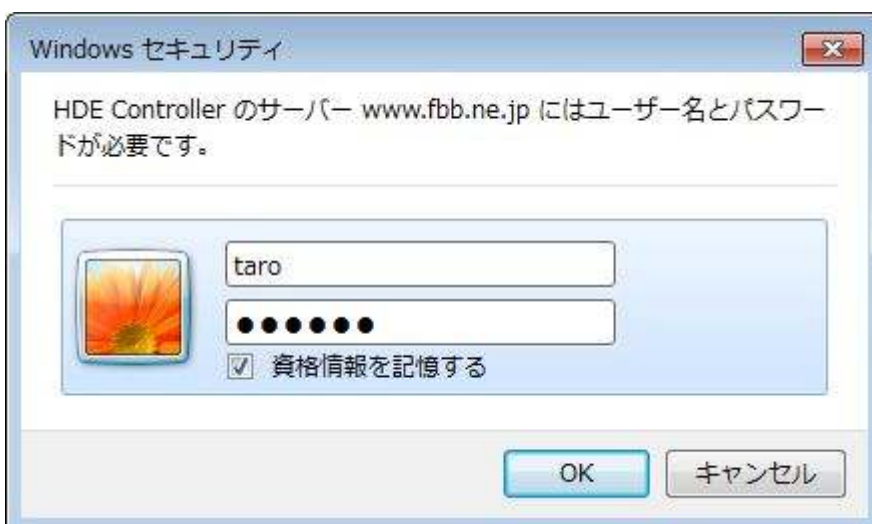 Windows セキュリティ
HDE Controller のサーバー www.fbb.ne.jp にはユーザー名とパスワー
ドが必要です。
taro
●●●●●●
資格情報を記憶する
OK
キャンセル